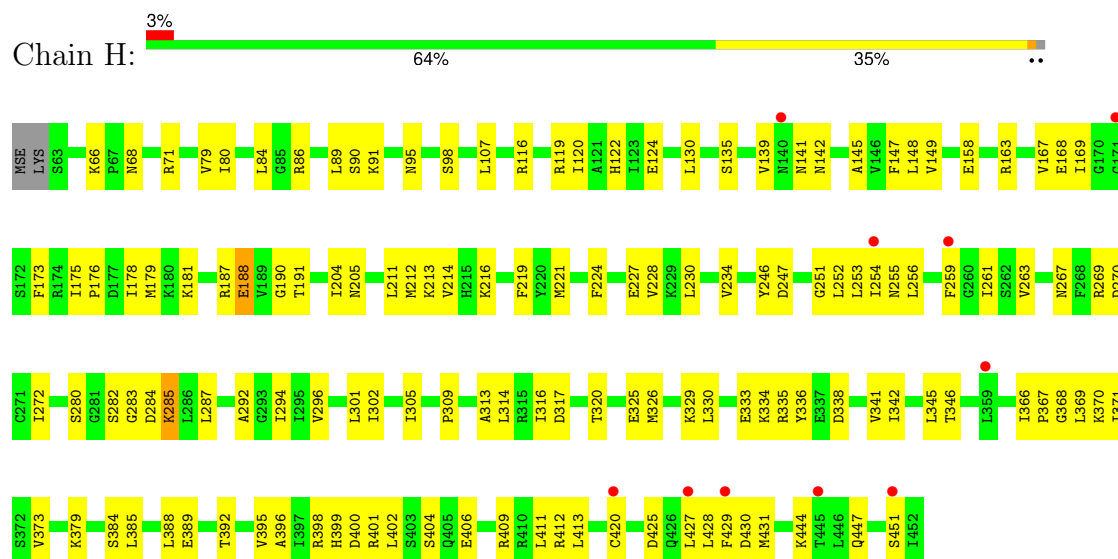 3%
Chain H:
64% 35% ••
MSE LYS S63 K66 P67 N68 R71 V79 I80 L84 G85 R86 L89 S90 K91 N95 S98 L107 R116 R119 I120 A121 H122 I123 E124 L130 S135 V139 N140 N141 N142 A145 V146 F147 L148 V149 E158 R163 V167 E168 I169 G170
S172 F173 R174 I175 P176 D177 I178 M179 K180 K181 R187 E188 V189 G190 T191 I204 N205 L211 M212 K213 V214 H215 K216 F219 Y220 M221 F224 E227 V228 K229 L230 V234 Y246 D247 G251 L252 L253 I254 N255 L256 F259 G260 I261 S262 V263 N267 F268 R269
C271 I272 S280 G281 S282 G283 D284 K285 L286 L287 A292 G293 I294 I295 V296 L301 I302 I305 P309 A313 L314 R315 I316 D317 T320 E325 M326 K329 L330 E333 K334 R335 Y336 E337 D338 V341 I342 L345 T346 L359 I366 P367 G368 L369 K370
S372 V373 K379 S384 L385 L388 E389 T392 V395 A396 I397 R398 H399 D400 R401 L402 S403 S404 Q405 E406 R409 R410 L411 R412 L413 C420 D425 Q426 L427 L428 F429 D430 M431 K444 T445 L446 Q447 S451 I452